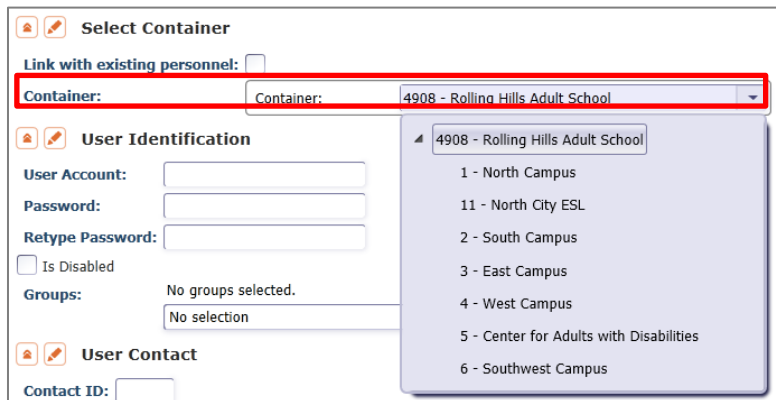 Select Container
Link with existing personnel:
Container: Container: 4908 - Rolling Hills Adult School
4908 - Rolling Hills Adult School
1 - North Campus
11 - North City ESL
2 - South Campus
3 - East Campus
4 - West Campus
5 - Center for Adults with Disabilities
6 - Southwest Campus
User Identification
User Account:
Password:
Retype Password:
Is Disabled
Groups: No groups selected.
No selection
User Contact
Contact ID: